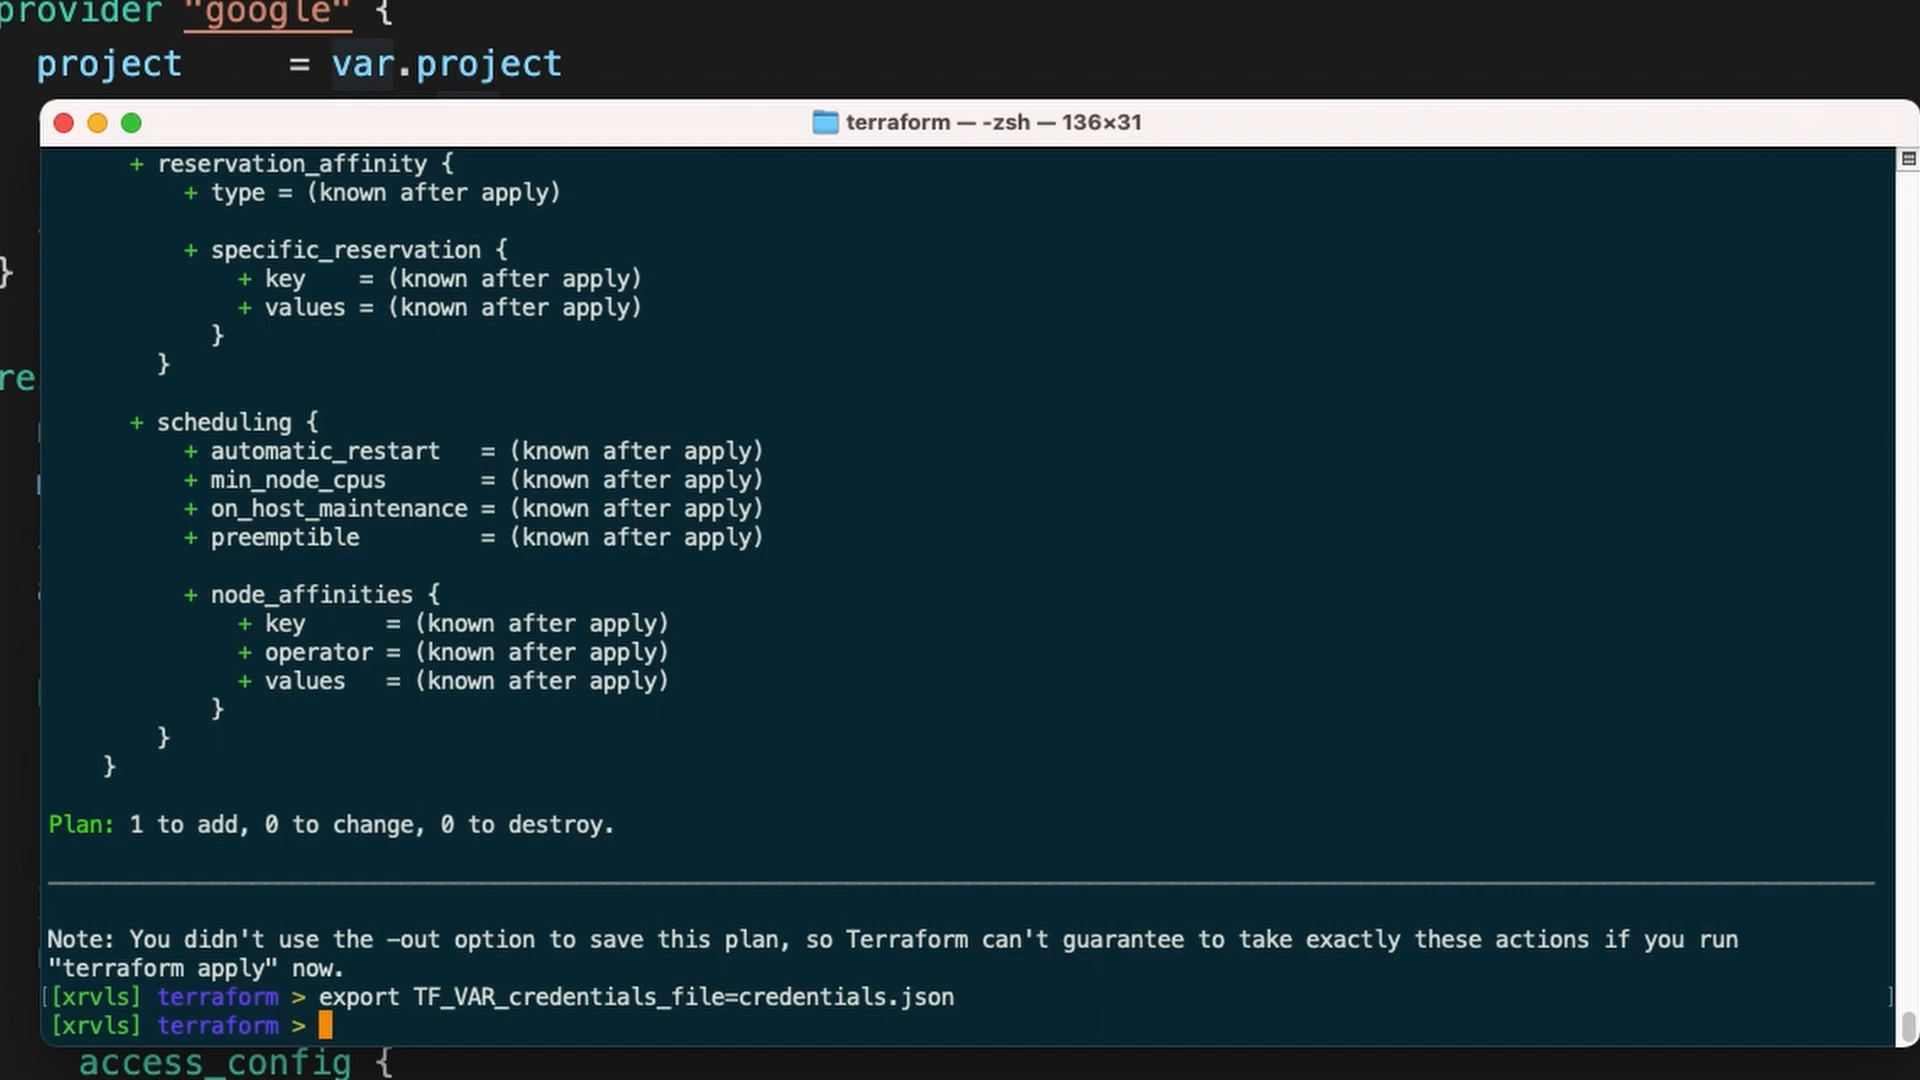 provider "google" {
project = var.project
terraform — -zsh — 136×31
+ reservation_affinity {
+ type = (known after apply)
+ specific_reservation {
+ key = (known after apply)
+ values = (known after apply)
}
}
}
re
+ scheduling {
+ automatic_restart = (known after apply)
+ min_node_cpus = (known after apply)
+ on_host_maintenance = (known after apply)
+ preemptible = (known after apply)
+ node_affinities {
+ key = (known after apply)
+ operator = (known after apply)
+ values = (known after apply)
}
}
}
Plan: 1 to add, 0 to change, 0 to destroy.
Note: You didn't use the –out option to save this plan, so Terraform can't guarantee to take exactly these actions if you run
"terraform apply" now.
[[xrvls] terraform > export TF_VAR_credentials_file=credentials.json ]
[xrvls] terraform >
access_config {